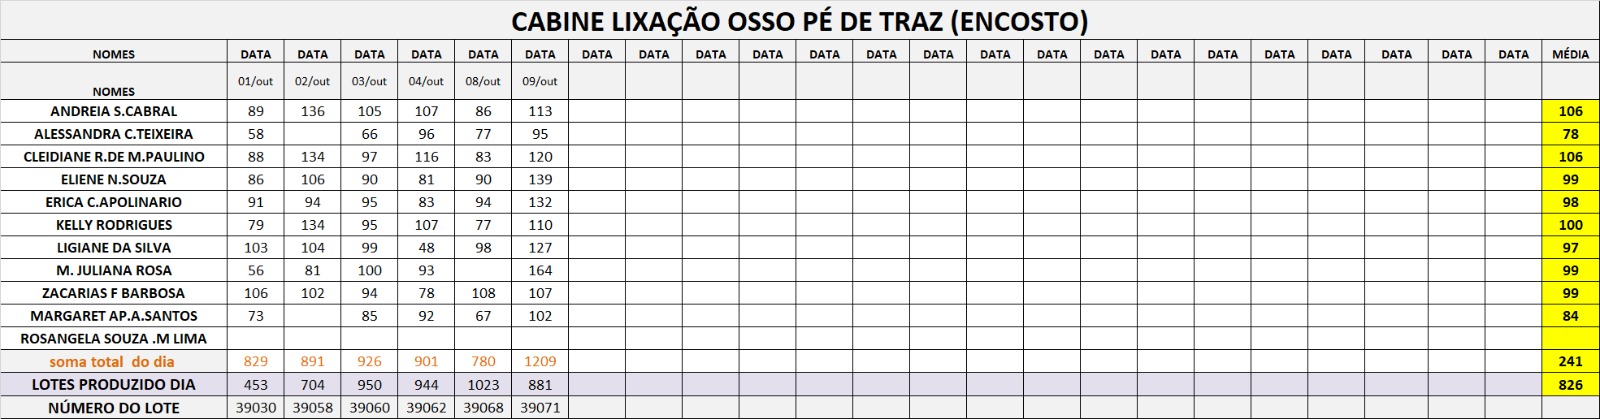 CABINE LIXAÇÃO OSSO PÉ DE TRAZ (ENCOSTO)
NOMES DATA DATA DATA DATA DATA DATA DATA DATA DATA DATA DATA DATA DATA DATA DATA DATA DATA DATA DATA DATA DATA DATA DATA MÉDIA
NOMES 01/out 02/out 03/out 04/out 08/out 09/out
ANDREIA S.CABRAL 89 136 105 107 86 113 106
ALESSANDRA C.TEIXEIRA 58 66 96 77 95 78
CLEIDIANE R.DE M.PAULINO 88 134 97 116 83 120 106
ELIENE N.SOUZA 86 106 90 81 90 139 99
ERICA C.APOLINARIO 91 94 95 83 94 132 98
KELLY RODRIGUES 79 134 95 107 77 110 100
LIGIANE DA SILVA 103 104 99 48 98 127 97
M. JULIANA ROSA 56 81 100 93 164 99
ZACARIAS F BARBOSA 106 102 94 78 108 107 99
MARGARET AP.A.SANTOS 73 85 92 67 102 84
ROSANGELA SOUZA .M LIMA
soma total do dia 829 891 926 901 780 1209 241
LOTES PRODUZIDO DIA 453 704 950 944 1023 881 826
NÚMERO DO LOTE 39030 39058 39060 39062 39068 39071